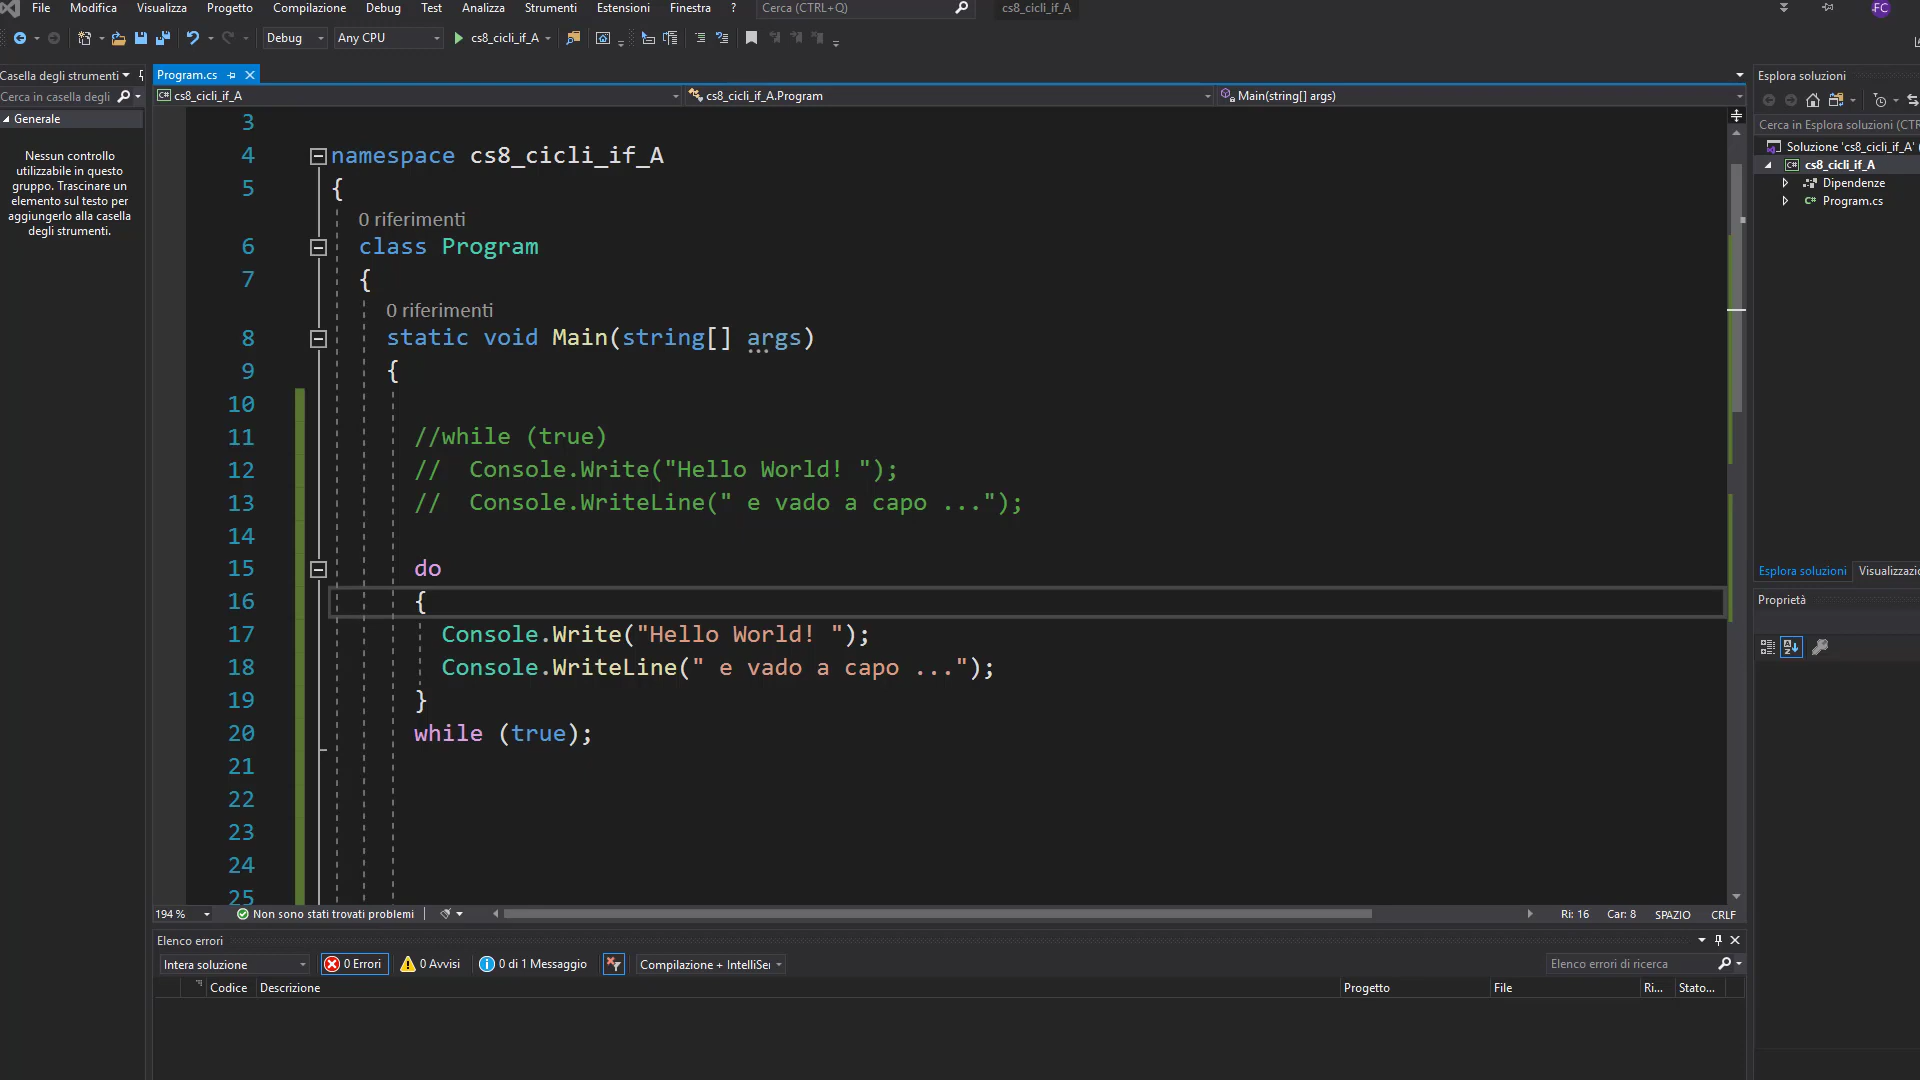 File Modifica Visualizza Progetto Compilazione Debug Test Analizza Strumenti Estensioni Finestra ? Cerca (CTRL+Q) cs8_cicli_if_A FC
Debug Any CPU cs8_cicli_if_A
Casella degli strumenti
Cerca in casella degli
Generale
Nessun controllo
utilizzabile in questo
gruppo. Trascinare un
elemento sul testo per
aggiungerlo alla casella
degli strumenti.
Program.cs
C# cs8_cicli_if_A cs8_cicli_if_A.Program Main(string[] args)
3
4 namespace cs8_cicli_if_A
5 {
0 riferimenti
6 class Program
7 {
0 riferimenti
8 static void Main(string[] args)
9 {
10
11 //while (true)
12 //  Console.Write("Hello World! ");
13 //  Console.WriteLine(" e vado a capo ...");
14
15 do
16 {
17 Console.Write("Hello World! ");
18 Console.WriteLine(" e vado a capo ...");
19 }
20 while (true);
21
22
23
24
25
194 % Non sono stati trovati problemi Ri: 16 Car: 8 SPAZIO CRLF
Elenco errori
Intera soluzione 0 Errori 0 Avvisi 0 di 1 Messaggio Compilazione + IntelliSe Elenco errori di ricerca
Codice Descrizione Progetto File Ri... Stato...
Esplora soluzioni
Cerca in Esplora soluzioni (CTR
Soluzione 'cs8_cicli_if_A' (
C# cs8_cicli_if_A
Dipendenze
C# Program.cs
Esplora soluzioni Visualizzazio
Proprietà